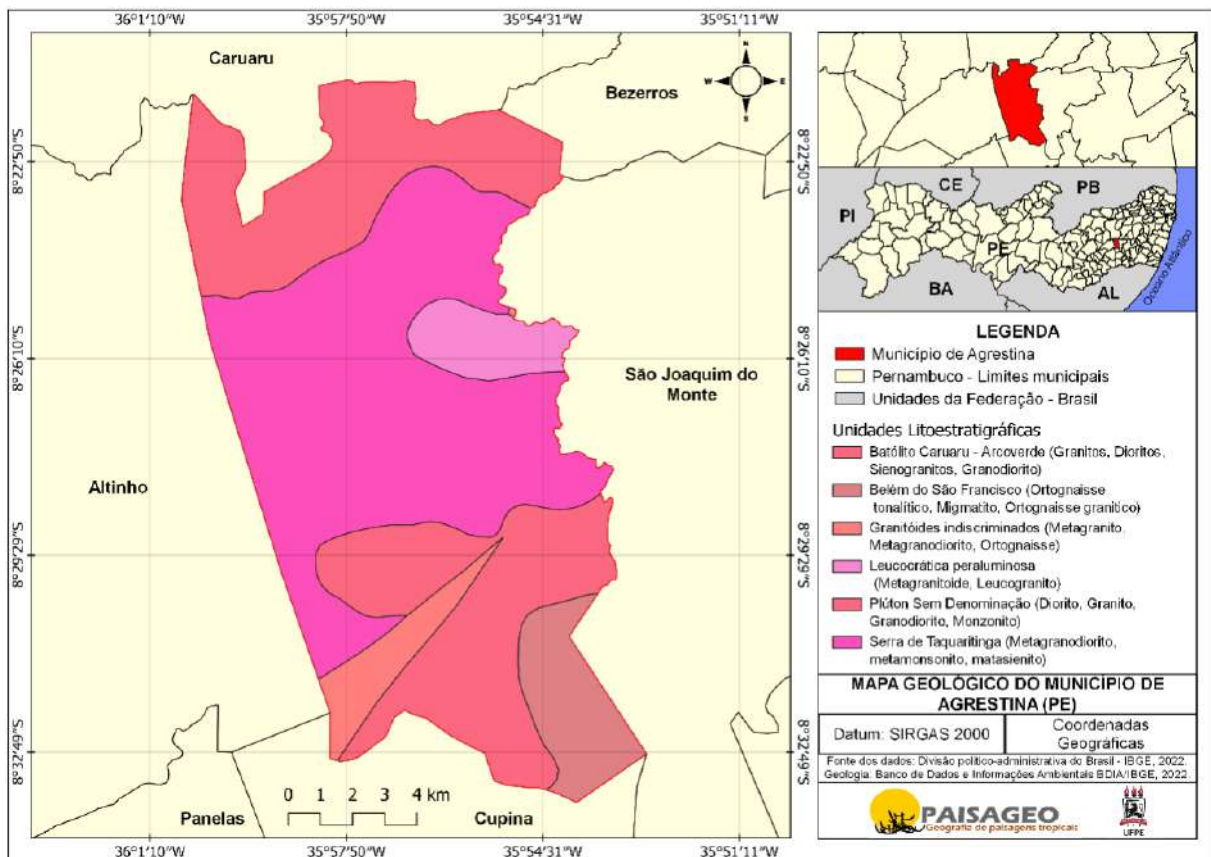 36°1'10"W 35°57'50"W 35°54'31"W 35°51'11"W
Caruaru
Bezerros
N
W E
S
8°22'50"S 8°22'50"S
8°26'10"S 8°26'10"S
São Joaquim do
Monte
Altinho
8°29'29"S 8°29'29"S
8°32'49"S 8°32'49"S
0 1 2 3 4 km
Panelas
Cupina
36°1'10"W 35°57'50"W 35°54'31"W 35°51'11"W
CE
PB
PI
PE
BA
AL
Oceano Atlântico
LEGENDA
Município de Agrestina
Pernambuco - Limites municipais
Unidades da Federação - Brasil
Unidades Litoestratigráficas
Batólito Caruaru - Arcoverde (Granitos, Dioritos,
Sienogranitos, Granodiorito)
Belém do São Francisco (Ortognaisse
tonalítico, Migmatito, Ortognaisse granitico)
Granitóides indiscriminados (Metagranito,
Metagranodiorito, Ortognaisse)
Leucocrática peraluminosa
(Metagranitoide, Leucogranito)
Plúton Sem Denominação (Diorito, Granito,
Granodiorito, Monzonito)
Serra de Taquaritinga (Metagranodiorito,
metamonsonito, matasienito)
MAPA GEOLÓGICO DO MUNICÍPIO DE
AGRESTINA (PE)
Datum: SIRGAS 2000
Coordenadas
Geográficas
Fonte dos dados: Divisão político-administrativa do Brasil - IBGE, 2022.
Geologia: Banco de Dados e Informações Ambientais BDIA/IBGE, 2022.
PAISAGEO
Geografia de paisagens tropicais
UFPE